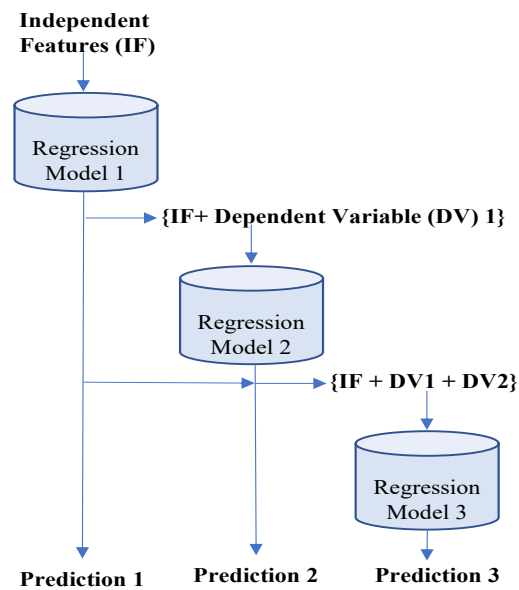 Independent
Features (IF)
Regression
Model 1
{IF+ Dependent Variable (DV) 1}
Regression
Model 2
{IF + DV1 + DV2}
Regression
Model 3
Prediction 1
Prediction 2
Prediction 3